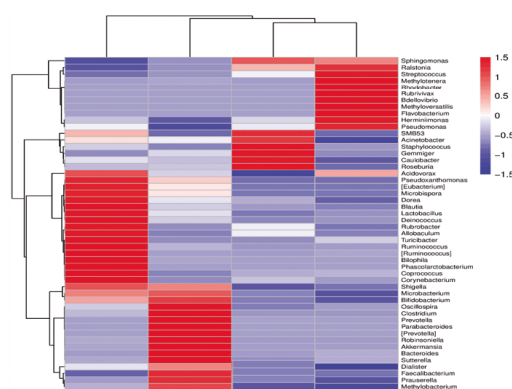 Sphingomonas
Ralstonia
Streptococcus
Methylotenera
Rhodobacter
Rubrivivax
Bdellovibrio
Methyloversatilis
Flavobacterium
Herminiimonas
Pseudomonas
SMB53
Acinetobacter
Staphylococcus
Gemmiger
Caulobacter
Roseburia
Acidovorax
Pseudoxanthomonas
[Eubacterium]
Microbispora
Dorea
Blautia
Lactobacillus
Deinococcus
Rubrobacter
Allobaculum
Turicibacter
Ruminococcus
[Ruminococcus]
Bilophila
Phascolarctobacterium
Coprococcus
Corynebacterium
Shigella
Microbacterium
Bifidobacterium
Oscillospira
Clostridium
Prevotella
Parabacteroides
[Prevotella]
Robinsoniella
Akkermansia
Bacteroides
Sutterella
Dialister
Faecalibacterium
Prauserella
Methylobacterium
1.5
1
0.5
0
−0.5
−1
−1.5